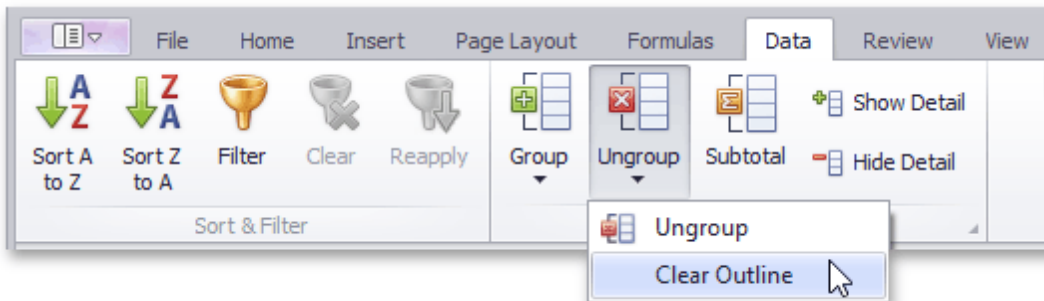 File Home Insert Page Layout Formulas Data Review View
Sort A to Z
Sort Z to A
Filter
Clear
Reapply
Group
Ungroup
Subtotal
Show Detail
Hide Detail
Sort & Filter
Ungroup
Clear Outline